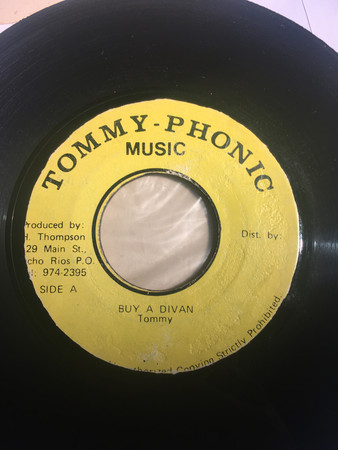 TOMMY-PHONIC
MUSIC
Produced by:
H. Thompson
29 Main St.,
cho Rios P.O.
974-2395
Dist. by:
SIDE A
BUY A DIVAN
Tommy
Copying Strictly Prohibited.